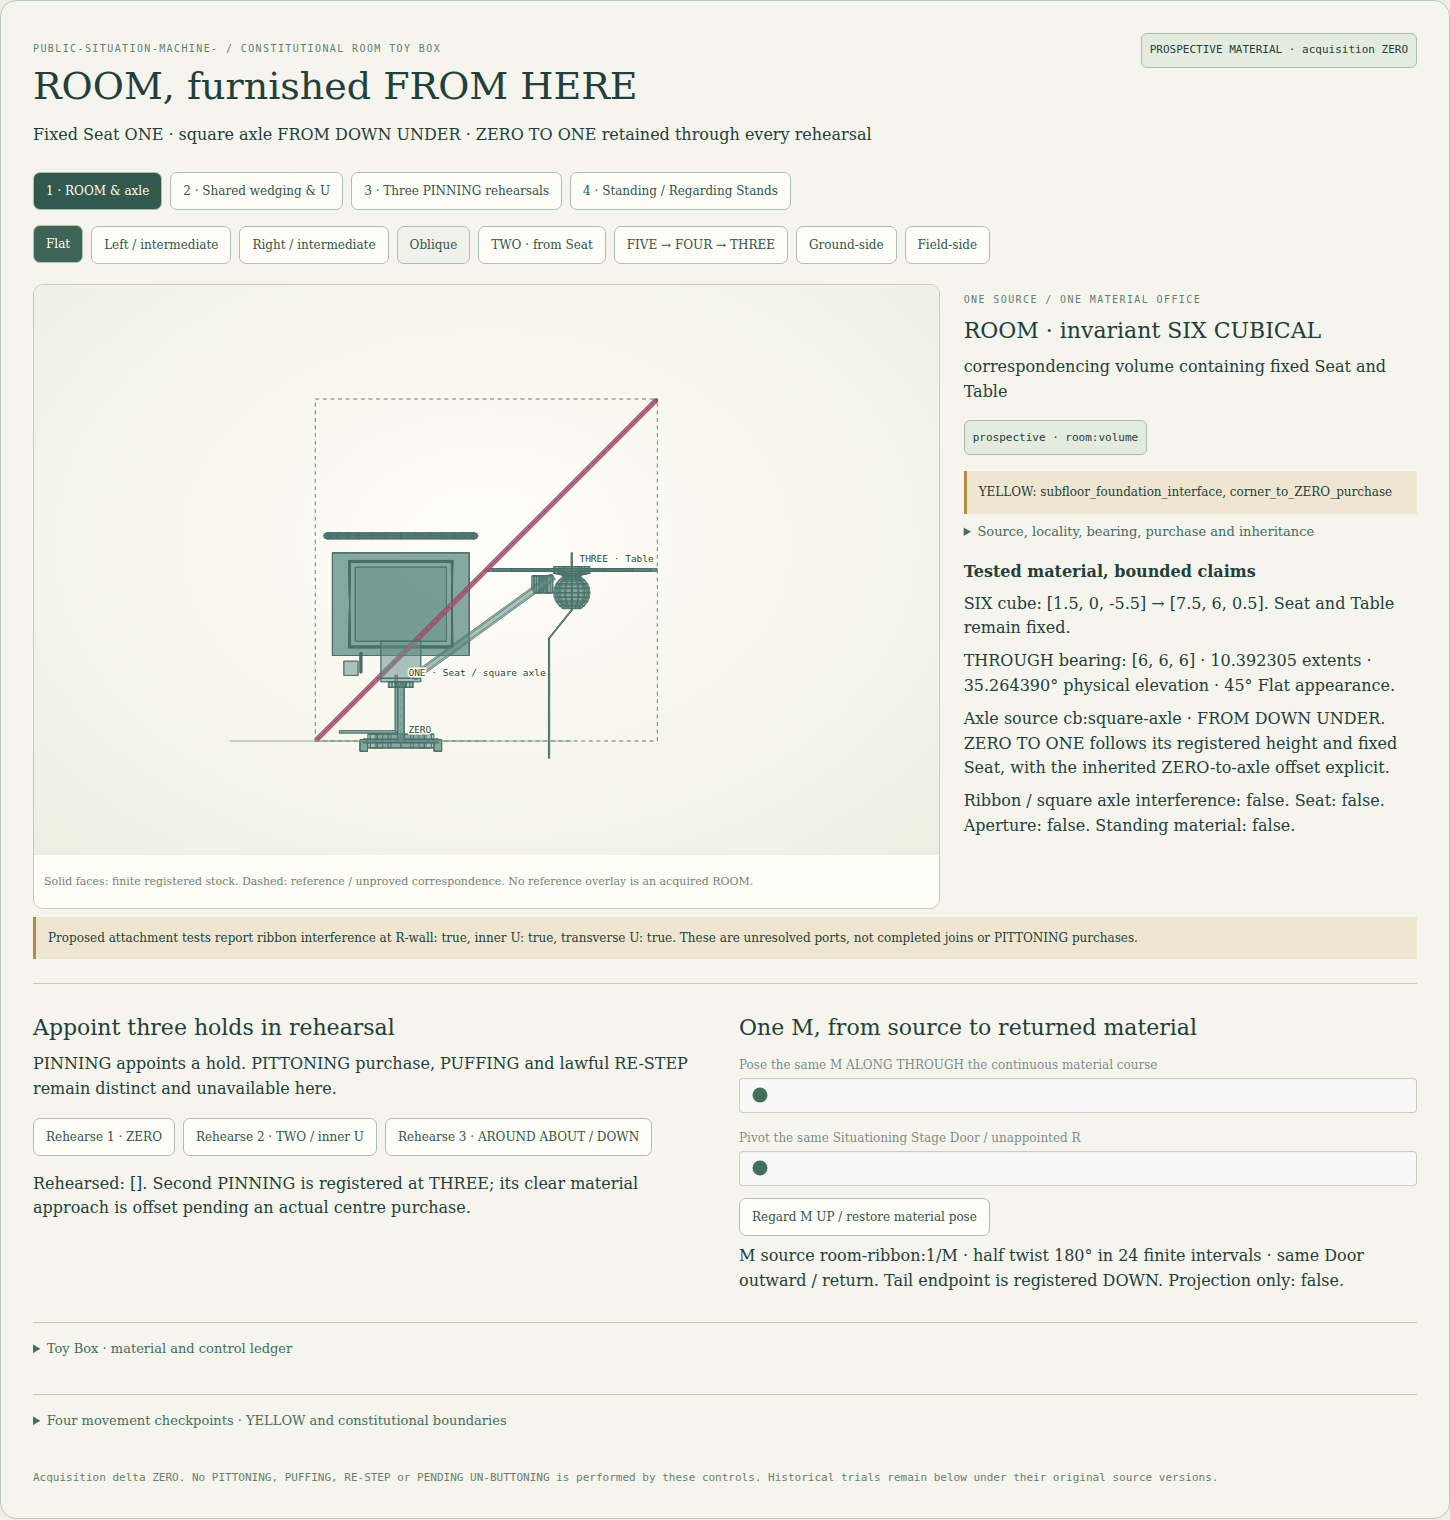 PUBLIC-SITUATION-MACHINE- / CONSTITUTIONAL ROOM TOY BOX
PROSPECTIVE MATERIAL · acquisition ZERO
ROOM, furnished FROM HERE
Fixed Seat ONE · square axle FROM DOWN UNDER · ZERO TO ONE retained through every rehearsal
1 · ROOM & axle
2 · Shared wedging & U
3 · Three PINNING rehearsals
4 · Standing / Regarding Stands
Flat
Left / intermediate
Right / intermediate
Oblique
TWO · from Seat
FIVE → FOUR → THREE
Ground-side
Field-side
THREE · Table
ONE · Seat / square axle
ZERO
Solid faces: finite registered stock. Dashed: reference / unproved correspondence. No reference overlay is an acquired ROOM.
ONE SOURCE / ONE MATERIAL OFFICE
ROOM · invariant SIX CUBICAL
correspondencing volume containing fixed Seat and
Table
prospective · room:volume
YELLOW: subfloor_foundation_interface, corner_to_ZERO_purchase
▶ Source, locality, bearing, purchase and inheritance
Tested material, bounded claims
SIX cube: [1.5, 0, -5.5] → [7.5, 6, 0.5]. Seat and Table
remain fixed.
THROUGH bearing: [6, 6, 6] · 10.392305 extents ·
35.264390° physical elevation · 45° Flat appearance.
Axle source cb:square-axle · FROM DOWN UNDER.
ZERO TO ONE follows its registered height and fixed
Seat, with the inherited ZERO-to-axle offset explicit.
Ribbon / square axle interference: false. Seat: false.
Aperture: false. Standing material: false.
Proposed attachment tests report ribbon interference at R-wall: true, inner U: true, transverse U: true. These are unresolved ports, not completed joins or PITTONING purchases.
Appoint three holds in rehearsal
PINNING appoints a hold. PITTONING purchase, PUFFING and lawful RE-STEP
remain distinct and unavailable here.
Rehearse 1 · ZERO
Rehearse 2 · TWO / inner U
Rehearse 3 · AROUND ABOUT / DOWN
Rehearsed: []. Second PINNING is registered at THREE; its clear material
approach is offset pending an actual centre purchase.
One M, from source to returned material
Pose the same M ALONG THROUGH the continuous material course
Pivot the same Situationing Stage Door / unappointed R
Regard M UP / restore material pose
M source room-ribbon:1/M · half twist 180° in 24 finite intervals · same Door
outward / return. Tail endpoint is registered DOWN. Projection only: false.
▶ Toy Box · material and control ledger
▶ Four movement checkpoints · YELLOW and constitutional boundaries
Acquisition delta ZERO. No PITTONING, PUFFING, RE-STEP or PENDING UN-BUTTONING is performed by these controls. Historical trials remain below under their original source versions.